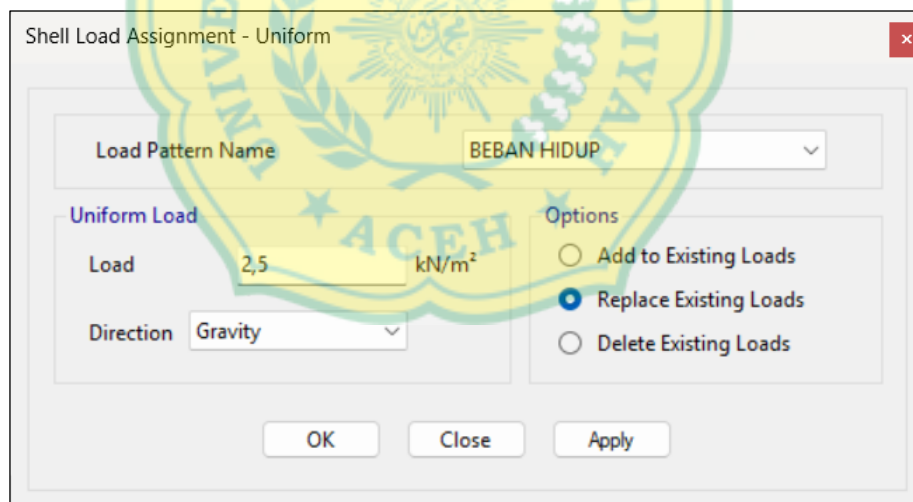 Shell Load Assignment - Uniform
Load Pattern Name
BEBAN HIDUP
Uniform Load
Load
2,5
kN/m²
Direction
Gravity
Options
Add to Existing Loads
Replace Existing Loads
Delete Existing Loads
OK
Close
Apply
ACEH